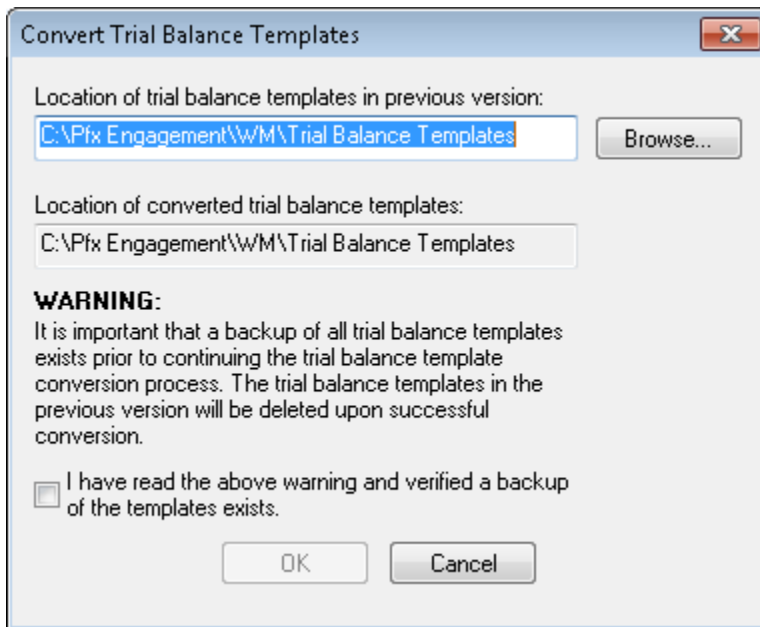 Convert Trial Balance Templates
Location of trial balance templates in previous version:
C:\Pfx Engagement\WM\Trial Balance Templates
Browse...
Location of converted trial balance templates:
C:\Pfx Engagement\WM\Trial Balance Templates
WARNING:
It is important that a backup of all trial balance templates
exists prior to continuing the trial balance template
conversion process. The trial balance templates in the
previous version will be deleted upon successful
conversion.
I have read the above warning and verified a backup
of the templates exists.
OK
Cancel